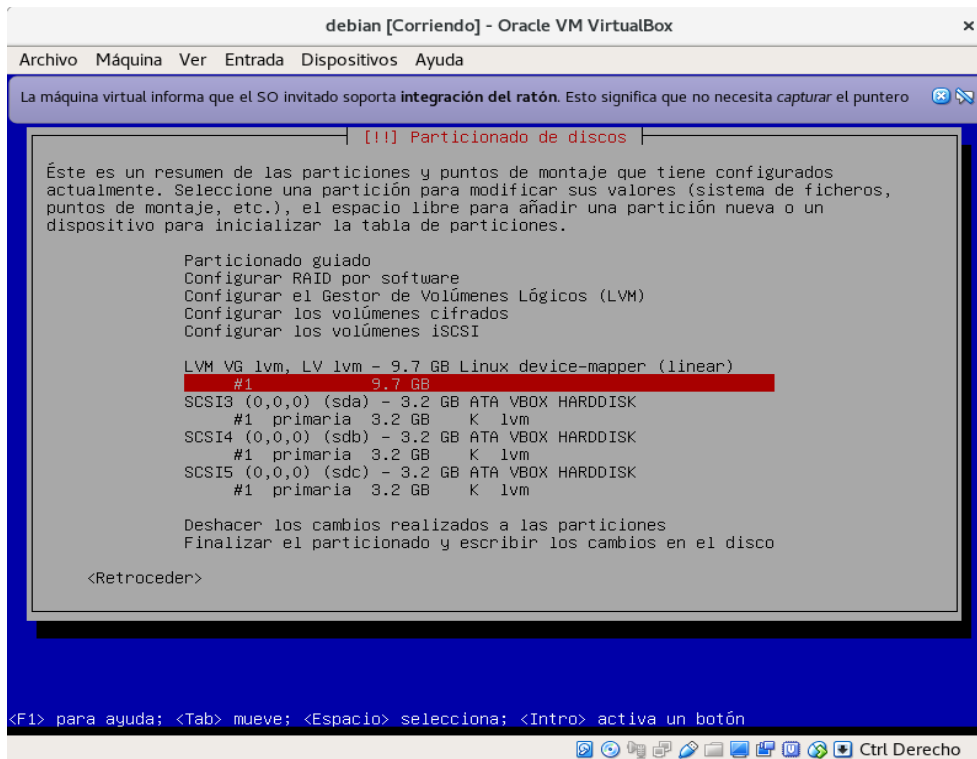 debian [Corriendo] - Oracle VM VirtualBox
Archivo Máquina Ver Entrada Dispositivos Ayuda
La máquina virtual informa que el SO invitado soporta integración del ratón. Esto significa que no necesita capturar el puntero
[!!] Particionado de discos
Éste es un resumen de las particiones y puntos de montaje que tiene configurados
actualmente. Seleccione una partición para modificar sus valores (sistema de ficheros,
puntos de montaje, etc.), el espacio libre para añadir una partición nueva o un
dispositivo para inicializar la tabla de particiones.
Particionado guiado
Configurar RAID por software
Configurar el Gestor de Volúmenes Lógicos (LVM)
Configurar los volúmenes cifrados
Configurar los volúmenes iSCSI
LVM VG lvm, LV lvm - 9.7 GB Linux device-mapper (linear)
#1 9.7 GB
SCSI3 (0,0,0) (sda) - 3.2 GB ATA VBOX HARDDISK
#1 primaria 3.2 GB K lvm
SCSI4 (0,0,0) (sdb) - 3.2 GB ATA VBOX HARDDISK
#1 primaria 3.2 GB K lvm
SCSI5 (0,0,0) (sdc) - 3.2 GB ATA VBOX HARDDISK
#1 primaria 3.2 GB K lvm
Deshacer los cambios realizados a las particiones
Finalizar el particionado y escribir los cambios en el disco
<Retroceder>
<F1> para ayuda; <Tab> mueve; <Espacio> selecciona; <Intro> activa un botón
Ctrl Derecho